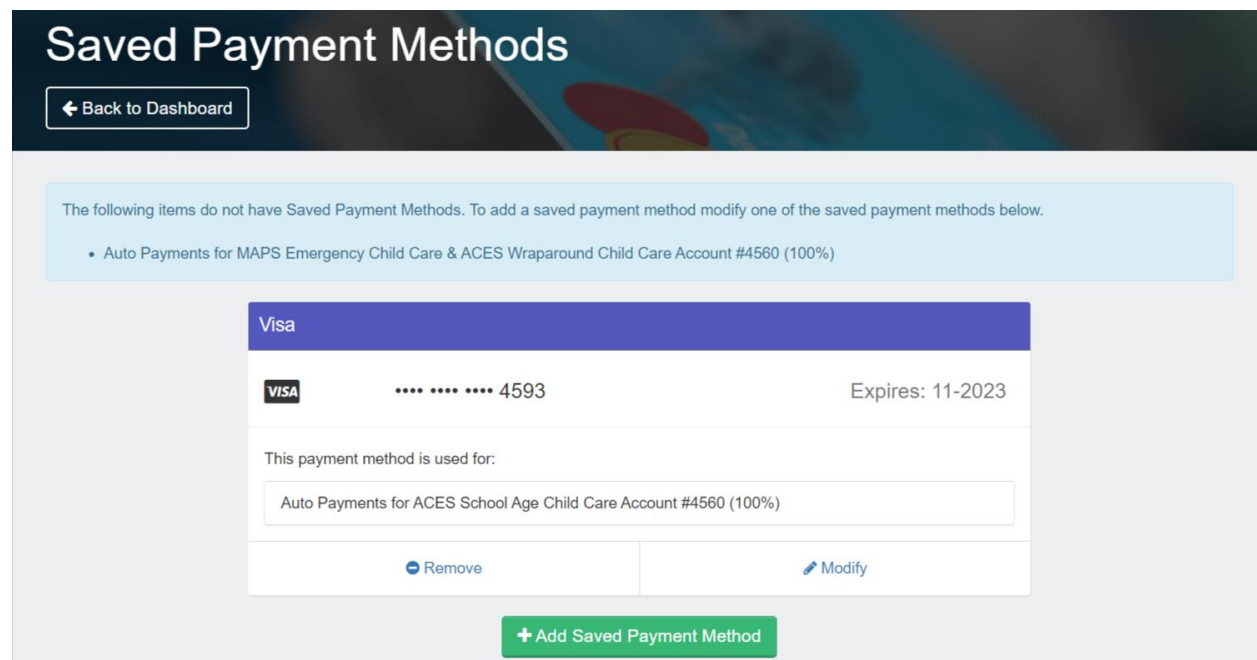 Saved Payment Methods
Back to Dashboard
The following items do not have Saved Payment Methods. To add a saved payment method modify one of the saved payment methods below.
• Auto Payments for MAPS Emergency Child Care & ACES Wraparound Child Care Account #4560 (100%)
Visa
VISA •••• •••• •••• 4593 Expires: 11-2023
This payment method is used for:
Auto Payments for ACES School Age Child Care Account #4560 (100%)
Remove Modify
+ Add Saved Payment Method